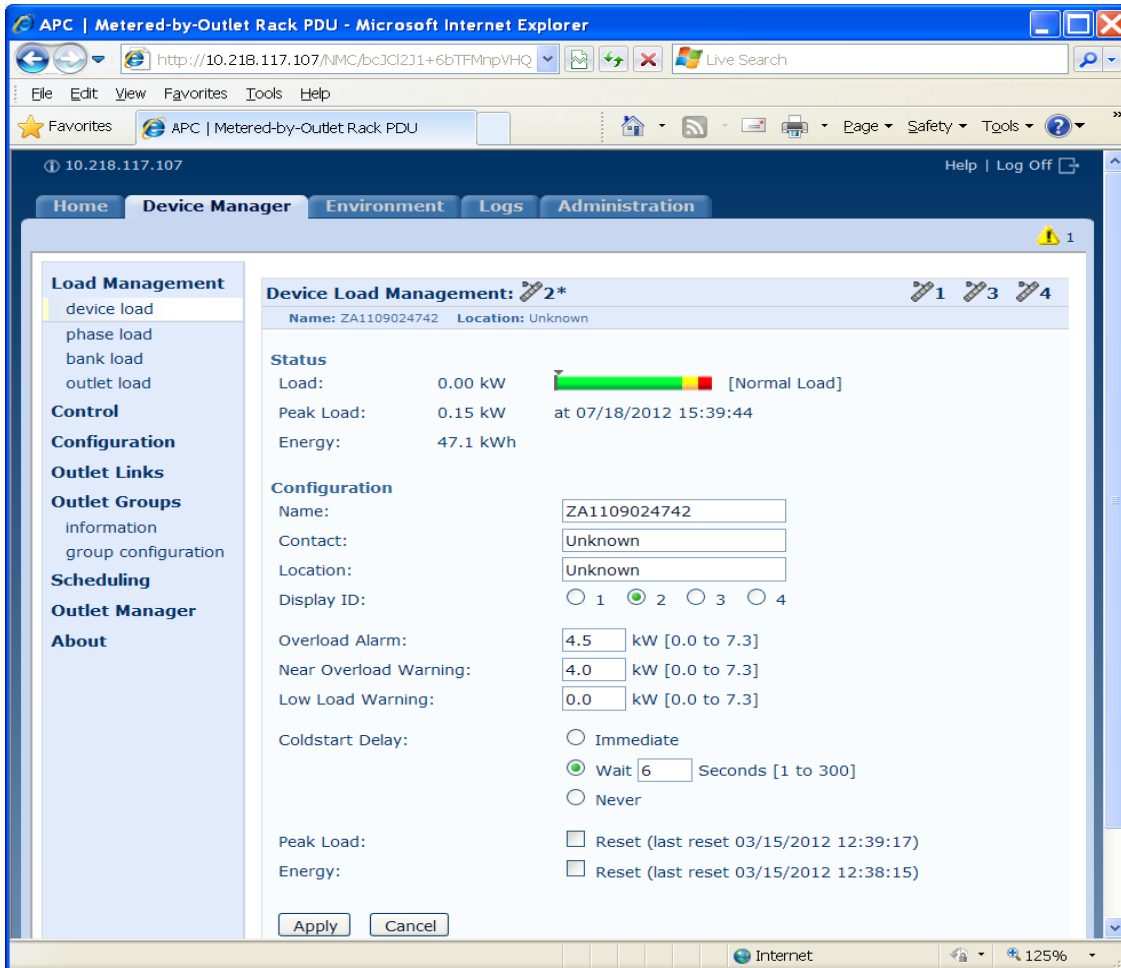 APC | Metered-by-Outlet Rack PDU - Microsoft Internet Explorer
http://10.218.117.107/NMC/bcJCl2J1+6bTFMnpVHQ Live Search
File Edit View Favorites Tools Help
Favorites APC | Metered-by-Outlet Rack PDU Page Safety Tools »
10.218.117.107 Help | Log Off
Home Device Manager Environment Logs Administration
1
Load Management
device load
phase load
bank load
outlet load
Control
Configuration
Outlet Links
Outlet Groups
information
group configuration
Scheduling
Outlet Manager
About
Device Load Management: 2* 1 3 4
Name: ZA1109024742 Location: Unknown
Status
Load: 0.00 kW [Normal Load]
Peak Load: 0.15 kW at 07/18/2012 15:39:44
Energy: 47.1 kWh
Configuration
Name: ZA1109024742
Contact: Unknown
Location: Unknown
Display ID: 1 2 3 4
Overload Alarm: 4.5 kW [0.0 to 7.3]
Near Overload Warning: 4.0 kW [0.0 to 7.3]
Low Load Warning: 0.0 kW [0.0 to 7.3]
Coldstart Delay: Immediate
Wait 6 Seconds [1 to 300]
Never
Peak Load: Reset (last reset 03/15/2012 12:39:17)
Energy: Reset (last reset 03/15/2012 12:38:15)
Apply Cancel
Internet 125%